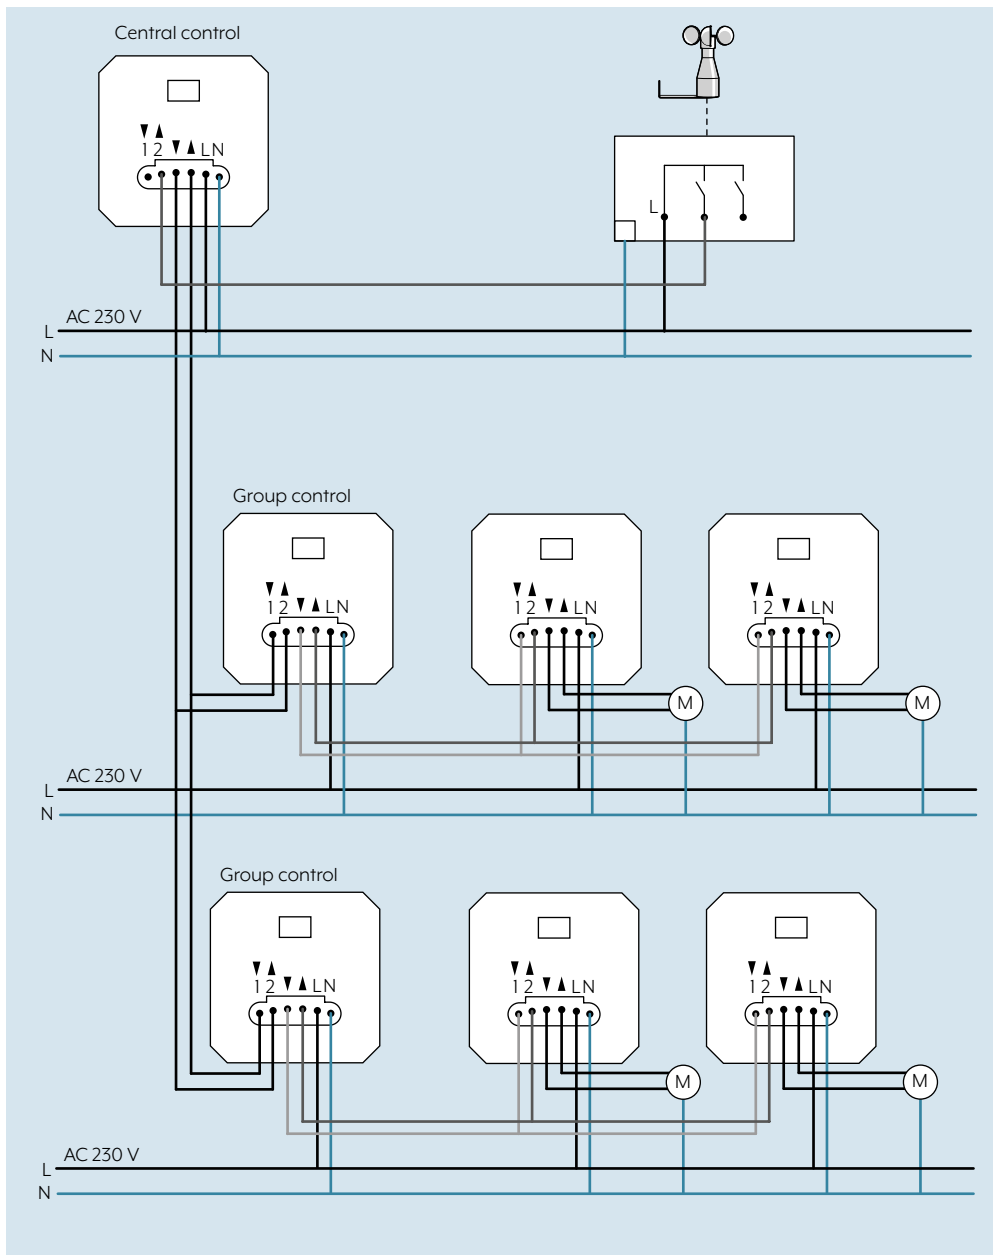 Central control
▼ ▲
1 2 ▼ ▲ L N
L
AC 230 V
L
N
Group control
▼ ▲
1 2 ▼ ▲ L N
▼ ▲
1 2 ▼ ▲ L N
▼ ▲
1 2 ▼ ▲ L N
M
M
AC 230 V
L
N
Group control
▼ ▲
1 2 ▼ ▲ L N
▼ ▲
1 2 ▼ ▲ L N
▼ ▲
1 2 ▼ ▲ L N
M
M
AC 230 V
L
N